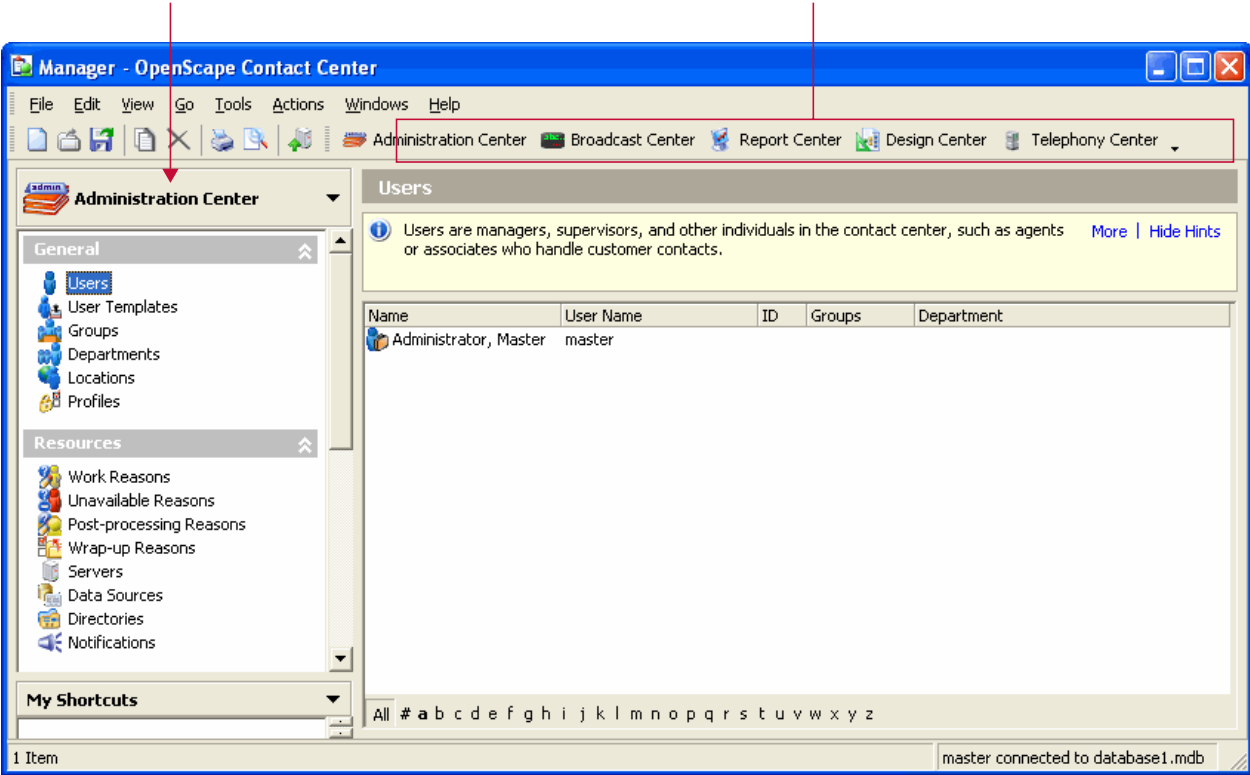 Manager - OpenScape Contact Center
File Edit View Go Tools Actions Windows Help
Administration Center Broadcast Center Report Center Design Center Telephony Center
admin
Administration Center
General
Users
User Templates
Groups
Departments
Locations
Profiles
Resources
Work Reasons
Unavailable Reasons
Post-processing Reasons
Wrap-up Reasons
Servers
Data Sources
Directories
Notifications
My Shortcuts
Users
Users are managers, supervisors, and other individuals in the contact center, such as agents
or associates who handle customer contacts.
More | Hide Hints
Name User Name ID Groups Department
Administrator, Master master
All # a b c d e f g h i j k l m n o p q r s t u v w x y z
1 Item
master connected to database1.mdb